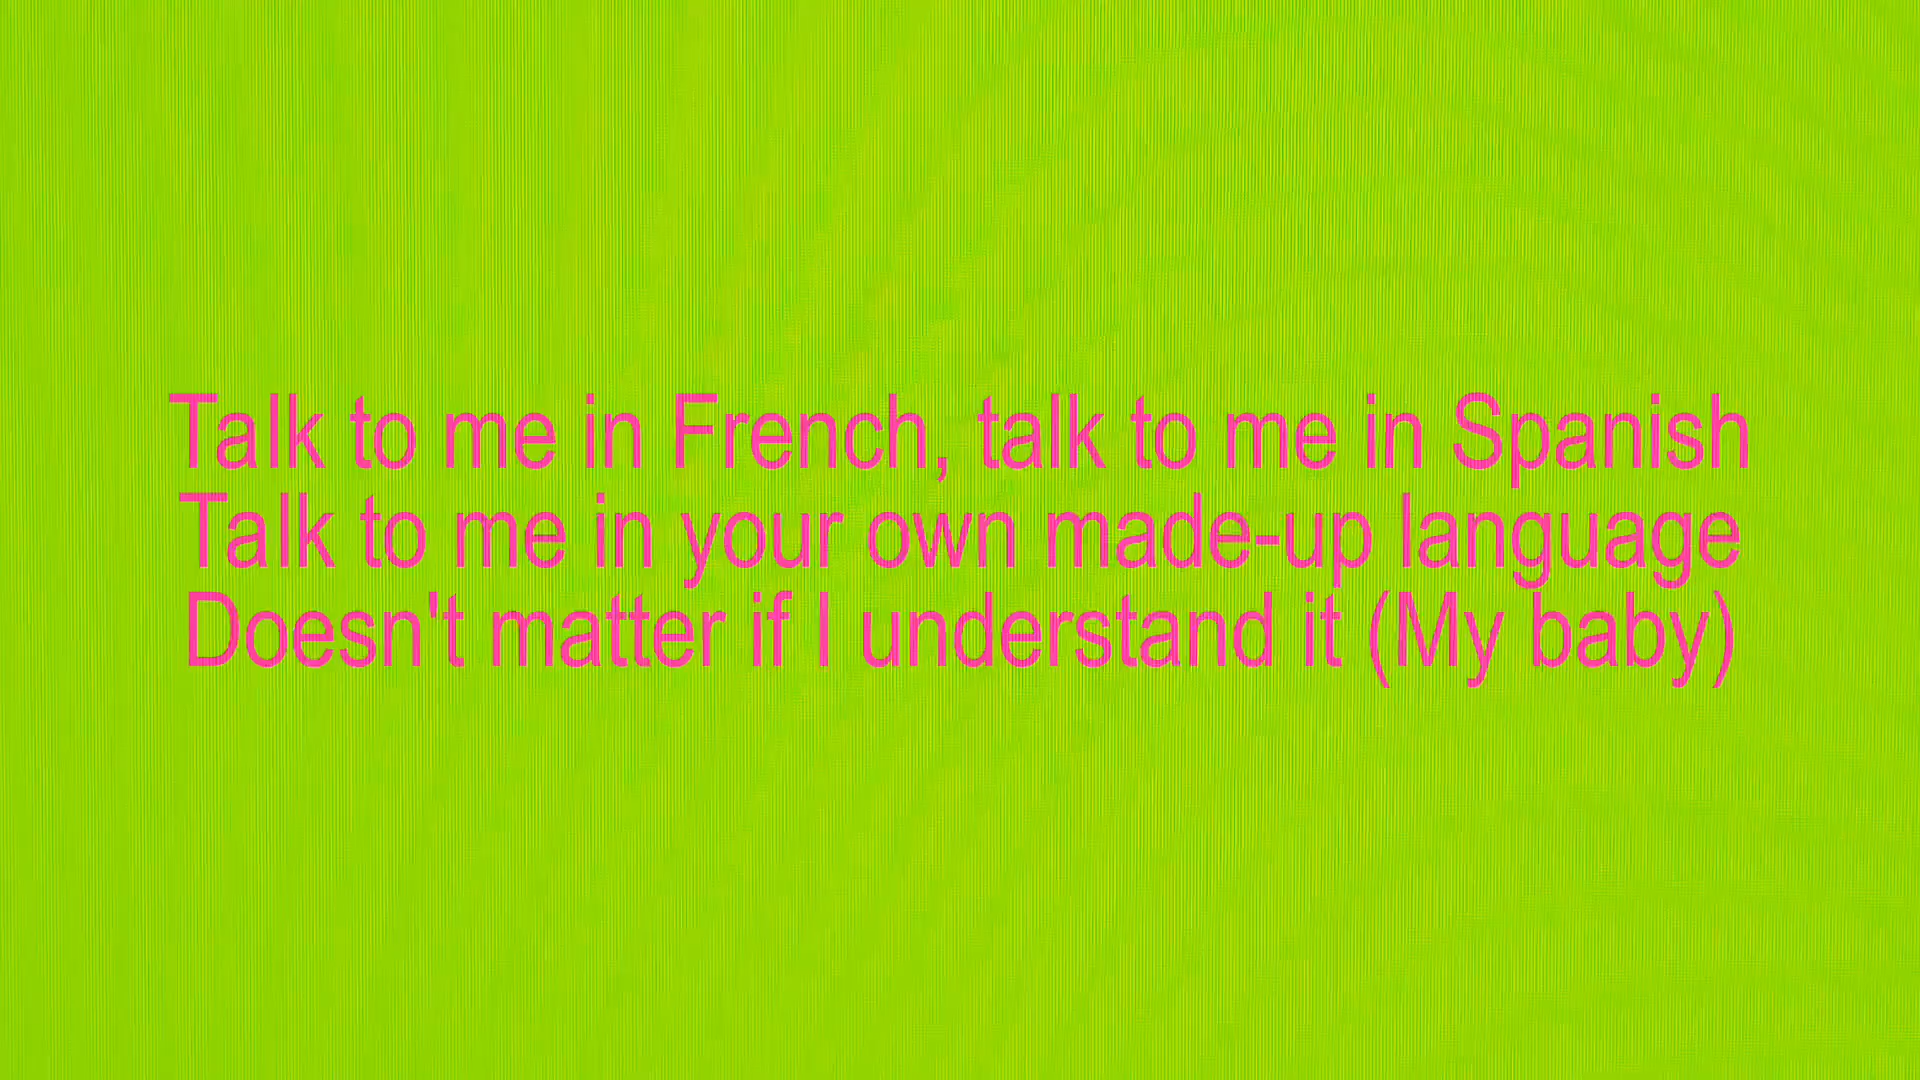 Talk to me in French, talk to me in Spanish
Talk to me in your own made-up language
Doesn't matter if I understand it (My baby)